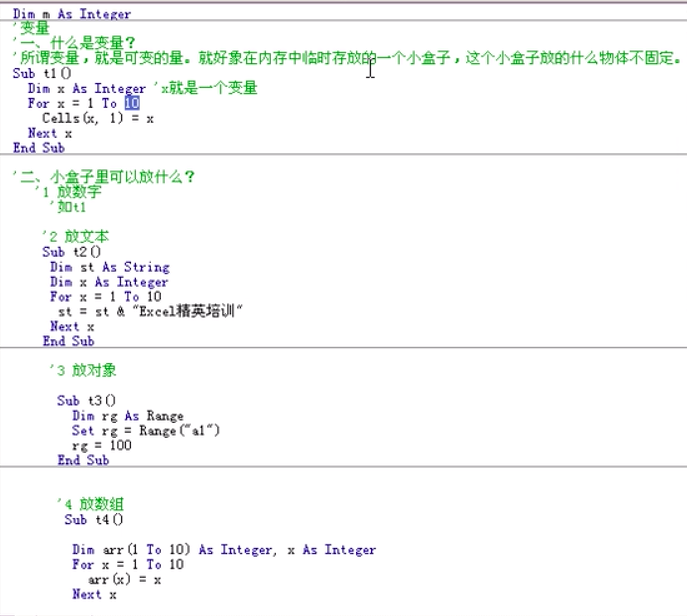 Dim m As Integer
'变量
'一、什么是变量？
'所谓变量，就是可变的量。就好象在内存中临时存放的一个小盒子，这个小盒子放的什么物体不固定。
Sub t1()
Dim x As Integer 'x就是一个变量
For x = 1 To 10
Cells(x, 1) = x
Next x
End Sub
'二、小盒子里可以放什么？
'1 放数字
'如t1
'2 放文本
Sub t2()
Dim st As String
Dim x As Integer
For x = 1 To 10
st = st & "Excel精英培训"
Next x
End Sub
'3 放对象
Sub t3()
Dim rg As Range
Set rg = Range("a1")
rg = 100
End Sub
'4 放数组
Sub t4()
Dim arr(1 To 10) As Integer, x As Integer
For x = 1 To 10
arr(x) = x
Next x